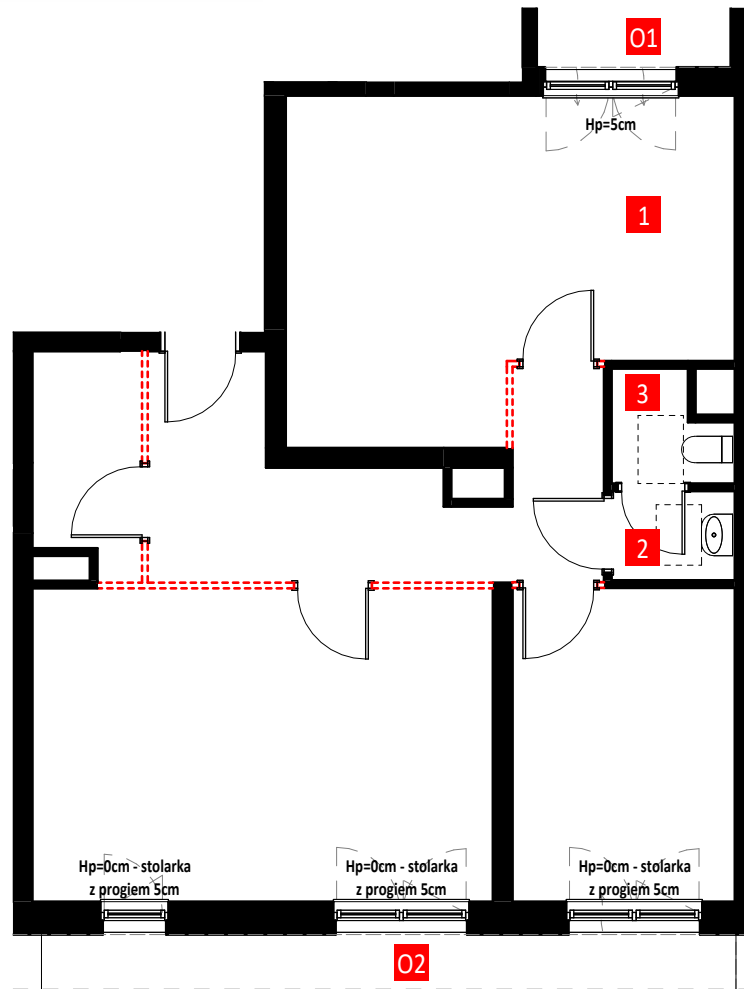 O1
Hp=5cm
1
3
2
Hp=0cm - stolarka
z progiem 5cm
Hp=0cm - stolarka
z progiem 5cm
Hp=0cm - stolarka
z progiem 5cm
O2